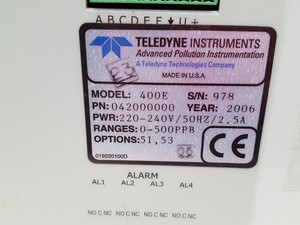 A B C D E F U +
TELEDYNE INSTRUMENTS
Advanced Pollution Instrumentation
A Teledyne Technologies Company
MADE IN U.S.A.
MODEL: 400E S/N: 978
PN: 042000000 YEAR: 2006
PWR: 220-240V/50HZ/2.5A
RANGES: 0-500PPB
OPTIONS: 51,53
019220100D
ALARM
AL1 AL2 AL3 AL4
NO C NC NO C NC NO C NC NO C NC